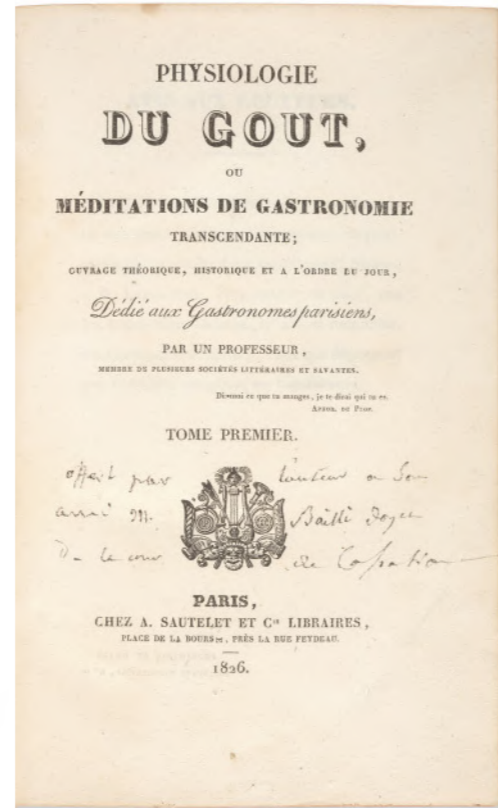 PHYSIOLOGIE
DU GOUT,
OU
MÉDITATIONS DE GASTRONOMIE
TRANSCENDANTE;
OUVRAGE THÉORIQUE, HISTORIQUE ET A L'ORDRE DU JOUR,
Dédié aux Gastronomes parisiens,
PAR UN PROFESSEUR,
MEMBRE DE PLUSIEURS SOCIÉTÉS LITTÉRAIRES ET SAVANTES.
Dis-moi ce que tu manges, je te dirai qui tu es.
APHOR. DU PROF.
TOME PREMIER.
offert par l'auteur a son
ami M. Bailli doyen
de la cour de Cassation
PARIS,
CHEZ A. SAUTELET ET Cie LIBRAIRES,
PLACE DE LA BOURSE, PRÈS LA RUE FEYDEAU.
1826.